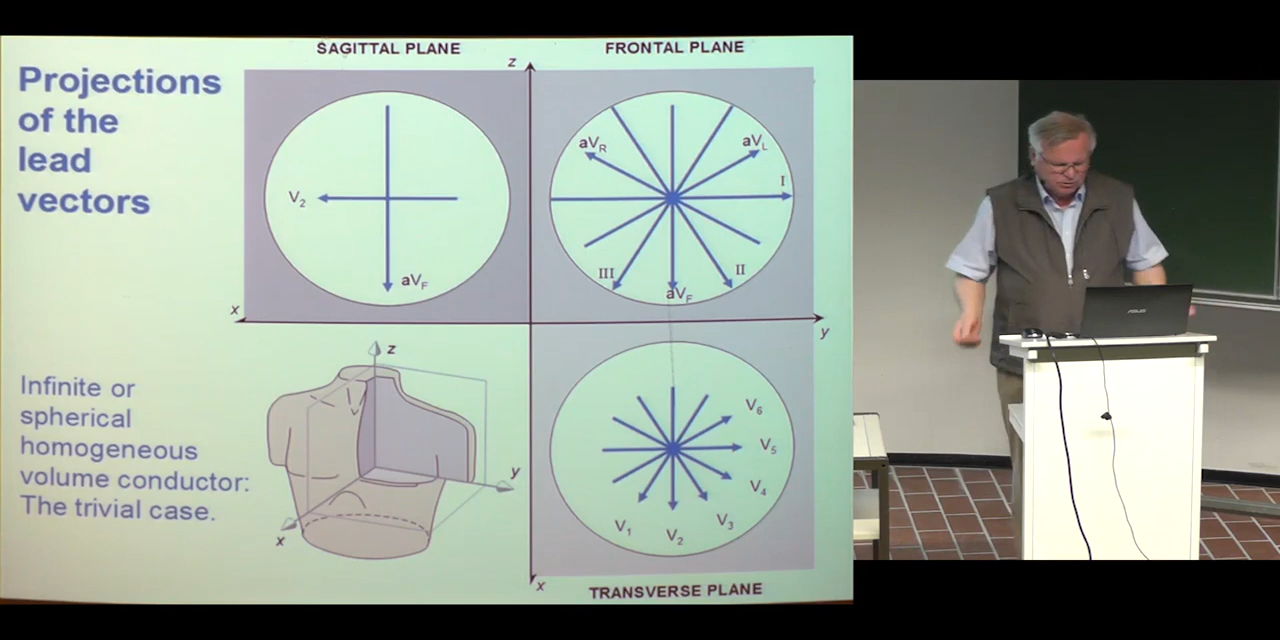 Projections
of the
lead
vectors
SAGITTAL PLANE
FRONTAL PLANE
z
V2
aVF
x
aVR
aVL
I
III
II
aVF
y
Infinite or
spherical
homogeneous
volume conductor:
The trivial case.
z
y
x
V6
V5
V4
V3
V2
V1
x
TRANSVERSE PLANE
ASUS